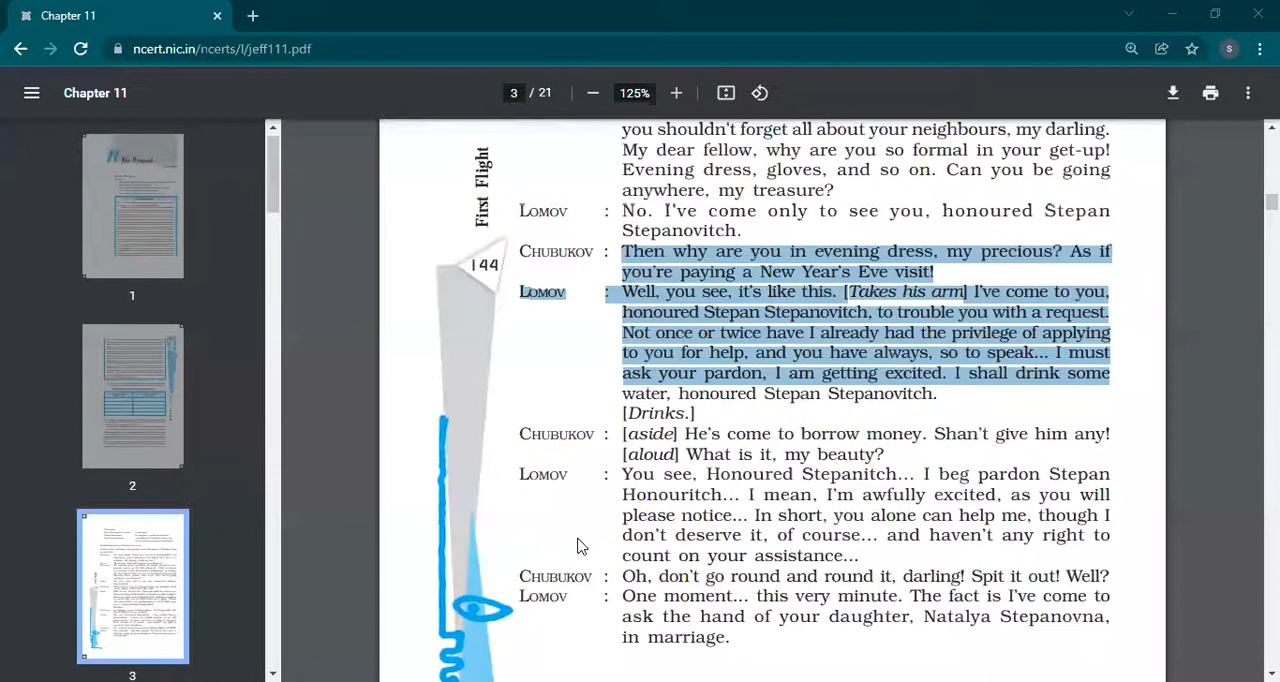 Chapter 11
ncert.nic.in/ncerts/l/jeff111.pdf
S
Chapter 11
3 / 21
125%
1
2
3
First Flight
144
you shouldn't forget all about your neighbours, my darling.
My dear fellow, why are you so formal in your get-up!
Evening dress, gloves, and so on. Can you be going
anywhere, my treasure?
LOMOV : No. I've come only to see you, honoured Stepan
Stepanovitch.
CHUBUKOV : Then why are you in evening dress, my precious? As if
you're paying a New Year's Eve visit!
LOMOV : Well, you see, it's like this. [Takes his arm] I've come to you,
honoured Stepan Stepanovitch, to trouble you with a request.
Not once or twice have I already had the privilege of applying
to you for help, and you have always, so to speak... I must
ask your pardon, I am getting excited. I shall drink some
water, honoured Stepan Stepanovitch.
[Drinks.]
CHUBUKOV : [aside] He's come to borrow money. Shan't give him any!
[aloud] What is it, my beauty?
LOMOV : You see, Honoured Stepanitch... I beg pardon Stepan
Honouritch... I mean, I'm awfully excited, as you will
please notice... In short, you alone can help me, though I
don't deserve it, of course... and haven't any right to
count on your assistance...
CHUBUKOV : Oh, don't go round and round it, darling! Spit it out! Well?
LOMOV : One moment... this very minute. The fact is I've come to
ask the hand of your daughter, Natalya Stepanovna,
in marriage.